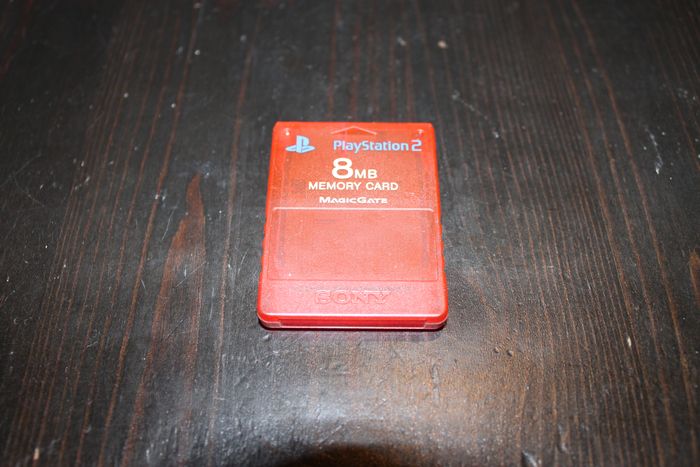 PlayStation 2
8MB
MEMORY CARD
MAGICGATE
SONY